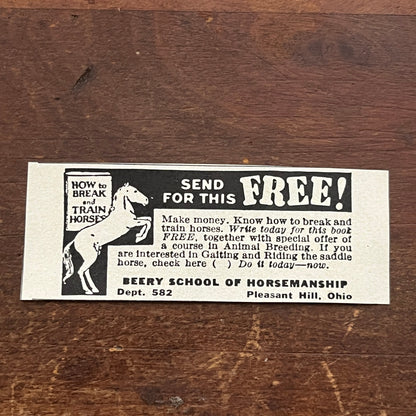 HOW to
BREAK
and
TRAIN
HORSES
SEND
FOR THIS
FREE!
Make money. Know how to break and
train horses. Write today for this book
FREE, together with special offer of
a course in Animal Breeding. If you
are interested in Gaiting and Riding the saddle
horse, check here ( ) Do it today—now.
BEERY SCHOOL OF HORSEMANSHIP
Dept. 582 Pleasant Hill, Ohio